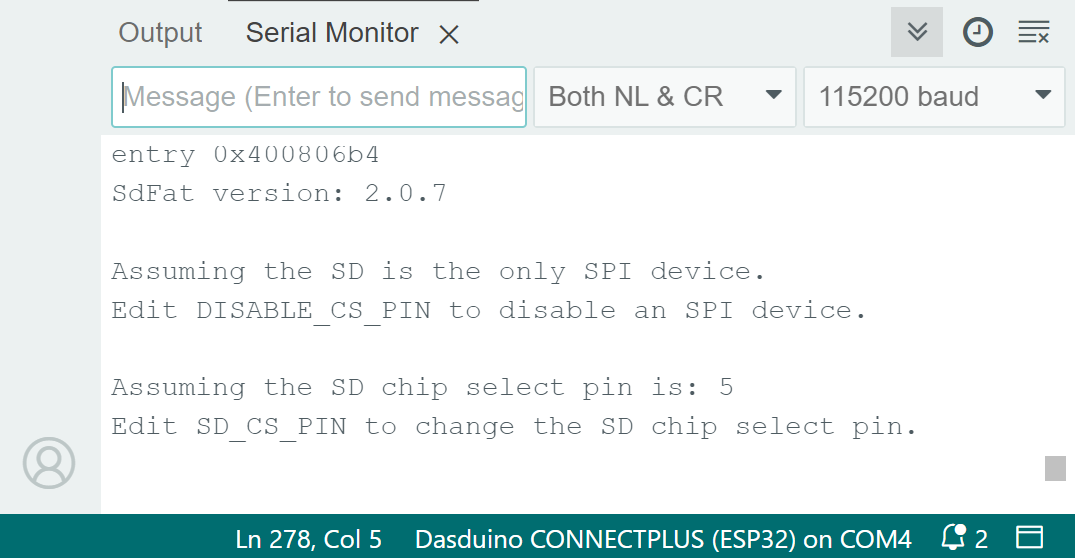 Output Serial Monitor
Message (Enter to send messag Both NL & CR 115200 baud
entry 0x400806b4
SdFat version: 2.0.7
Assuming the SD is the only SPI device.
Edit DISABLE_CS_PIN to disable an SPI device.
Assuming the SD chip select pin is: 5
Edit SD_CS_PIN to change the SD chip select pin.
Ln 278, Col 5 Dasduino CONNECTPLUS (ESP32) on COM4 2